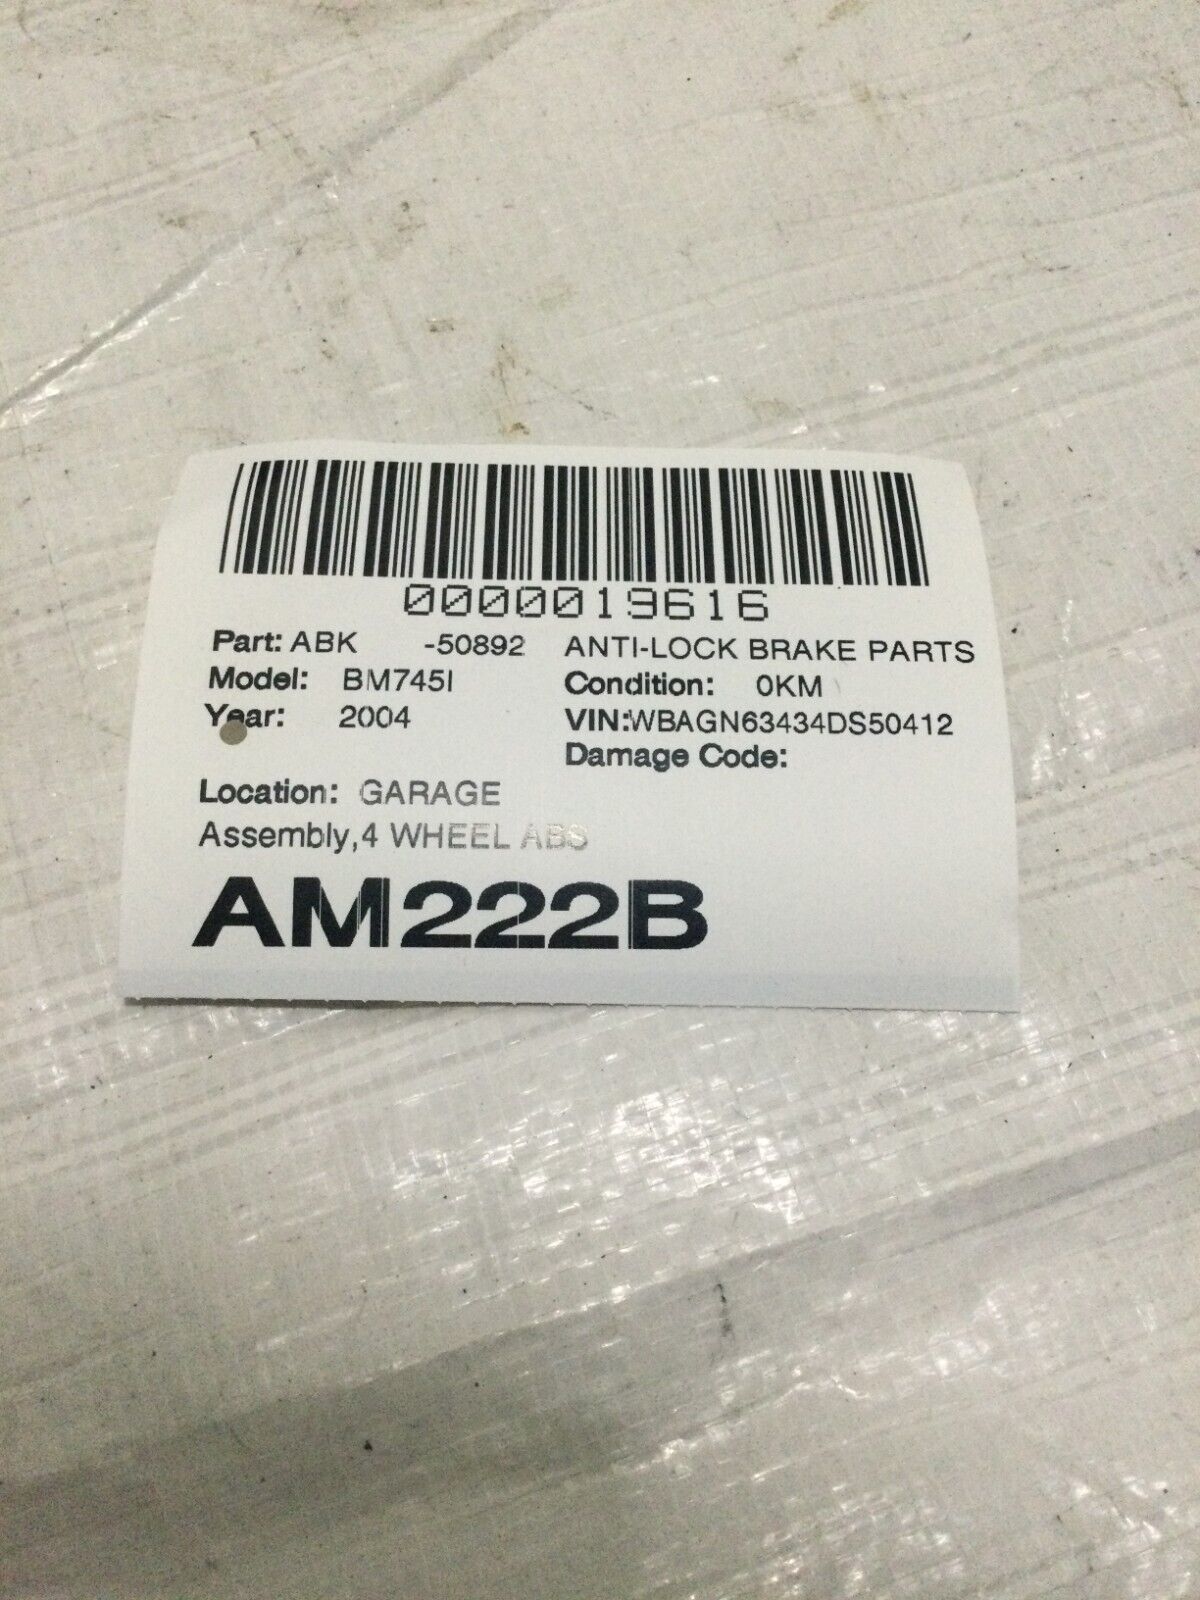 0000019616
Part: ABK -50892 ANTI-LOCK BRAKE PARTS
Model: BM745I Condition: 0KM
Year: 2004 VIN:WBAGN63434DS50412
Damage Code:
Location: GARAGE
Assembly,4 WHEEL ABS
AM222B